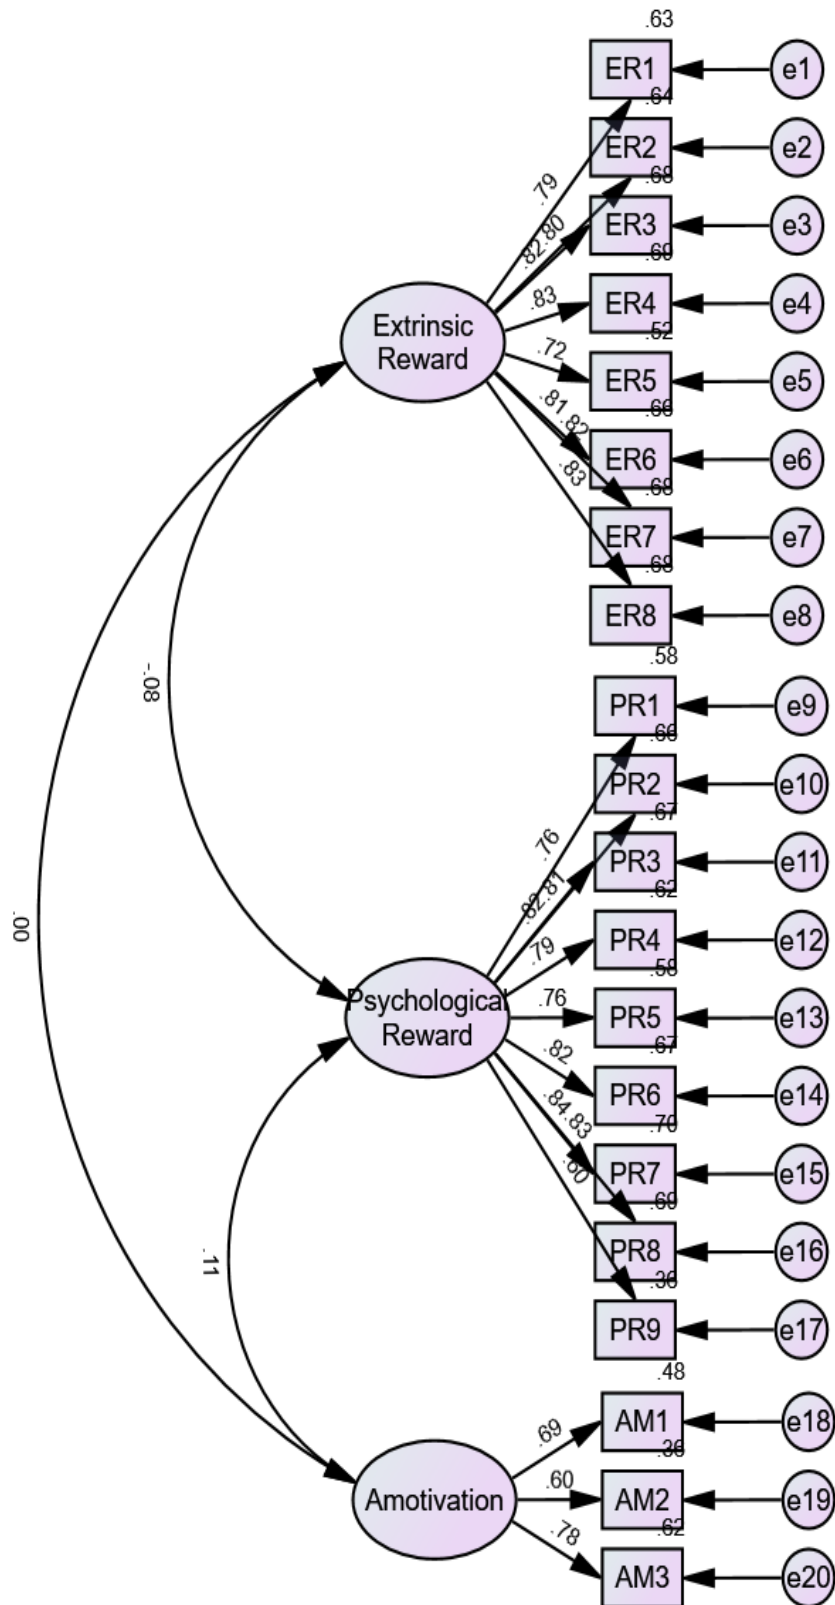 .63
ER1
e1
.64
ER2
e2
.68
ER3
e3
.69
ER4
e4
.52
ER5
e5
.66
ER6
e6
.68
ER7
e7
.68
ER8
e8
.79
.82
.80
.83
.72
.81
.82
.83
Extrinsic
Reward
-.08
.00
.58
PR1
e9
.66
PR2
e10
.67
PR3
e11
.62
PR4
e12
.58
PR5
e13
.67
PR6
e14
.70
PR7
e15
.69
PR8
e16
.36
PR9
e17
.76
.82
.81
.79
.76
.82
.84
.83
.60
Psychological
Reward
.11
.48
AM1
e18
.36
AM2
e19
.62
AM3
e20
.69
.60
.78
Amotivation